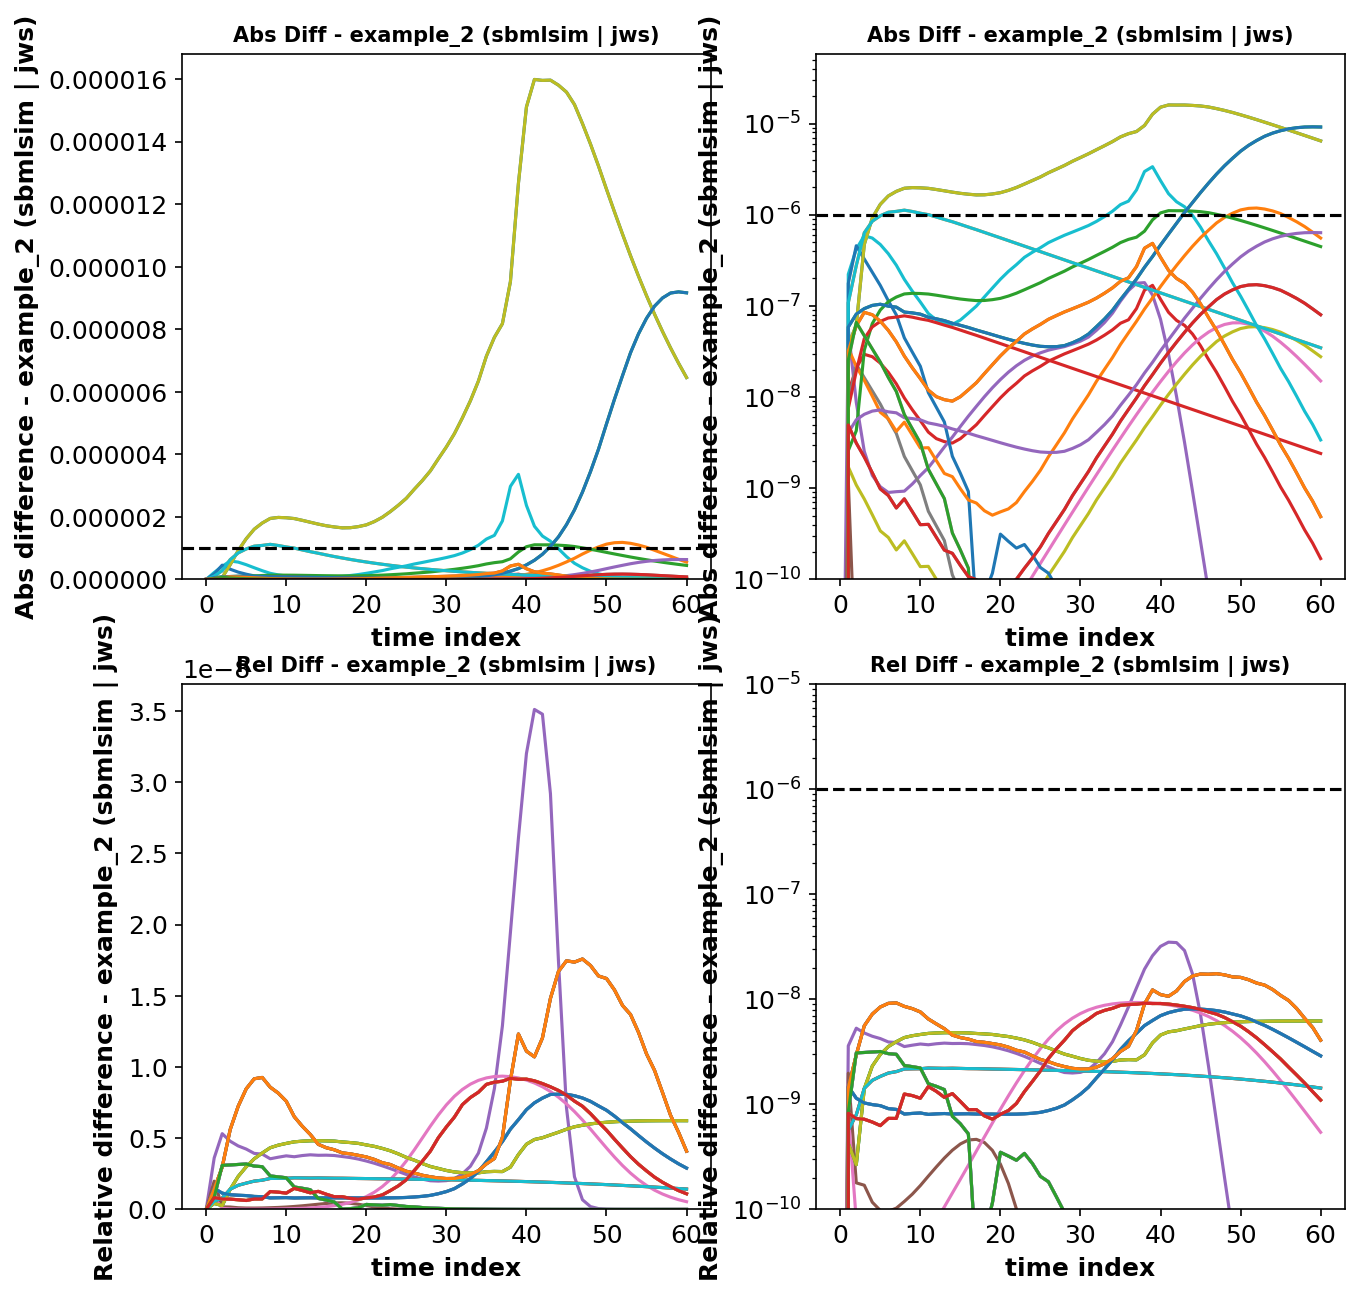 Abs Diff - example_2 (sbmlsim | jws)
Abs difference - example_2 (sbmlsim | jws)
0.000016
0.000014
0.000012
0.000010
0.000008
0.000006
0.000004
0.000002
0.000000
0 10 20 30 40 50 60
time index
Abs Diff - example_2 (sbmlsim | jws)
Abs difference - example_2 (sbmlsim | jws)
10⁻⁵
10⁻⁶
10⁻⁷
10⁻⁸
10⁻⁹
10⁻¹⁰
0 10 20 30 40 50 60
time index
1e−8
Rel Diff - example_2 (sbmlsim | jws)
Relative difference - example_2 (sbmlsim | jws)
3.5
3.0
2.5
2.0
1.5
1.0
0.5
0.0
0 10 20 30 40 50 60
time index
Rel Diff - example_2 (sbmlsim | jws)
Relative difference - example_2 (sbmlsim | jws)
10⁻⁵
10⁻⁶
10⁻⁷
10⁻⁸
10⁻⁹
10⁻¹⁰
0 10 20 30 40 50 60
time index